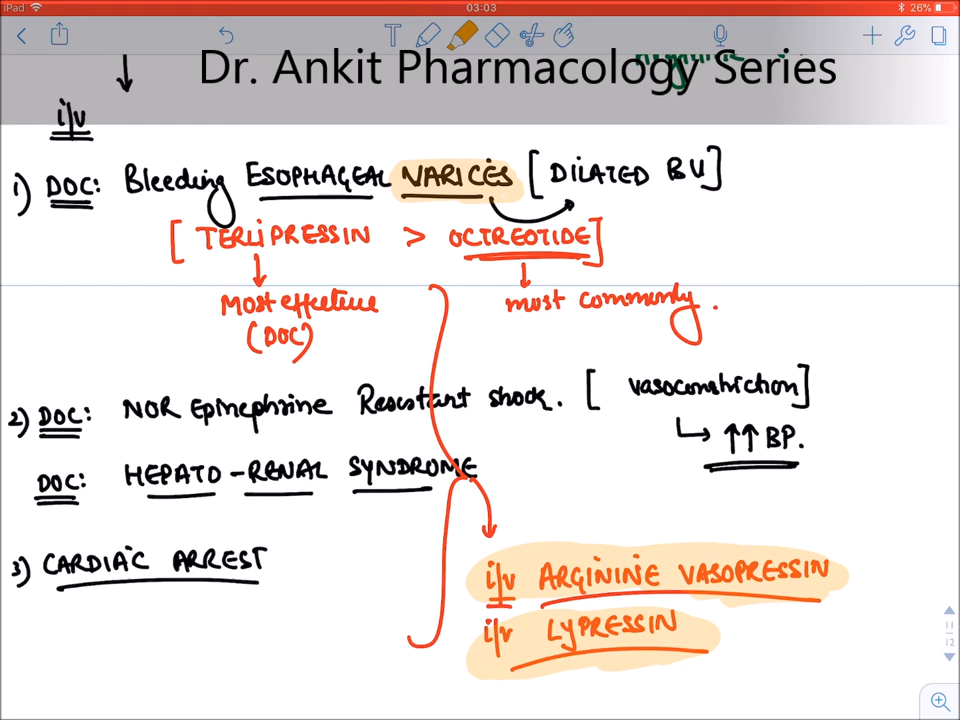 iPad 03:03 26%
T
Dr. Ankit Pharmacology Series
i/v
1) DOC: Bleeding ESOPHAGEAL VARICES [DILATED BV]
[TERLIPRESSIN > OCTREOTIDE]
Most effective most commonly.
(DOC)
2) DOC: NOR Epinephrine Resistant shock. [vasoconstriction]
↑↑ BP.
DOC: HEPATO-RENAL SYNDROME
3) CARDIAC ARREST
i/v ARGININE VASOPRESSIN
i/v LYPRESSIN
11
12